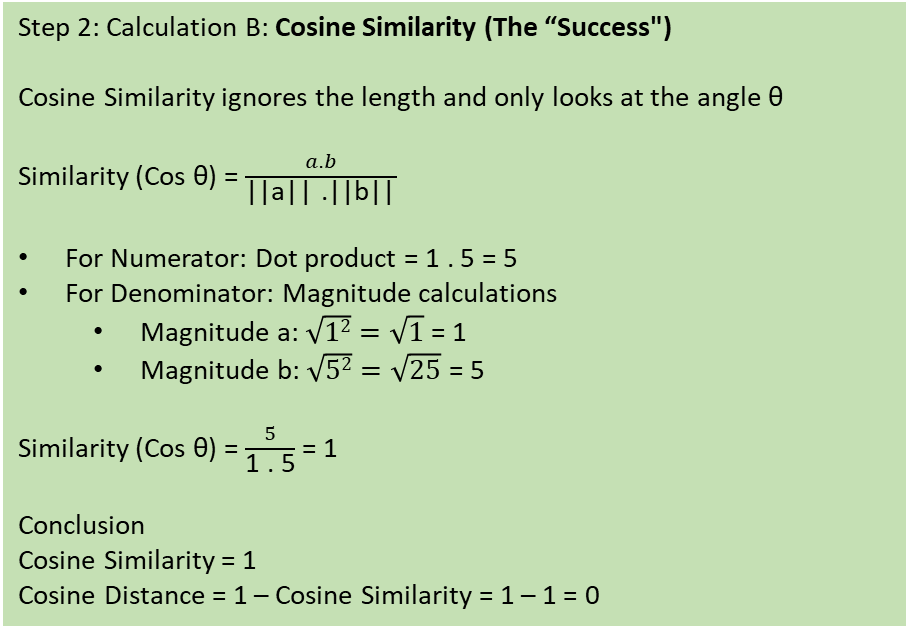 Step 2: Calculation B: Cosine Similarity (The “Success")
Cosine Similarity ignores the length and only looks at the angle θ
Similarity (Cos θ) = a.b / ||a|| .||b||
• For Numerator: Dot product = 1 . 5 = 5
• For Denominator: Magnitude calculations
• Magnitude a: √1² = √1 = 1
• Magnitude b: √5² = √25 = 5
Similarity (Cos θ) = 5 / 1 . 5 = 1
Conclusion
Cosine Similarity = 1
Cosine Distance = 1 – Cosine Similarity = 1 – 1 = 0